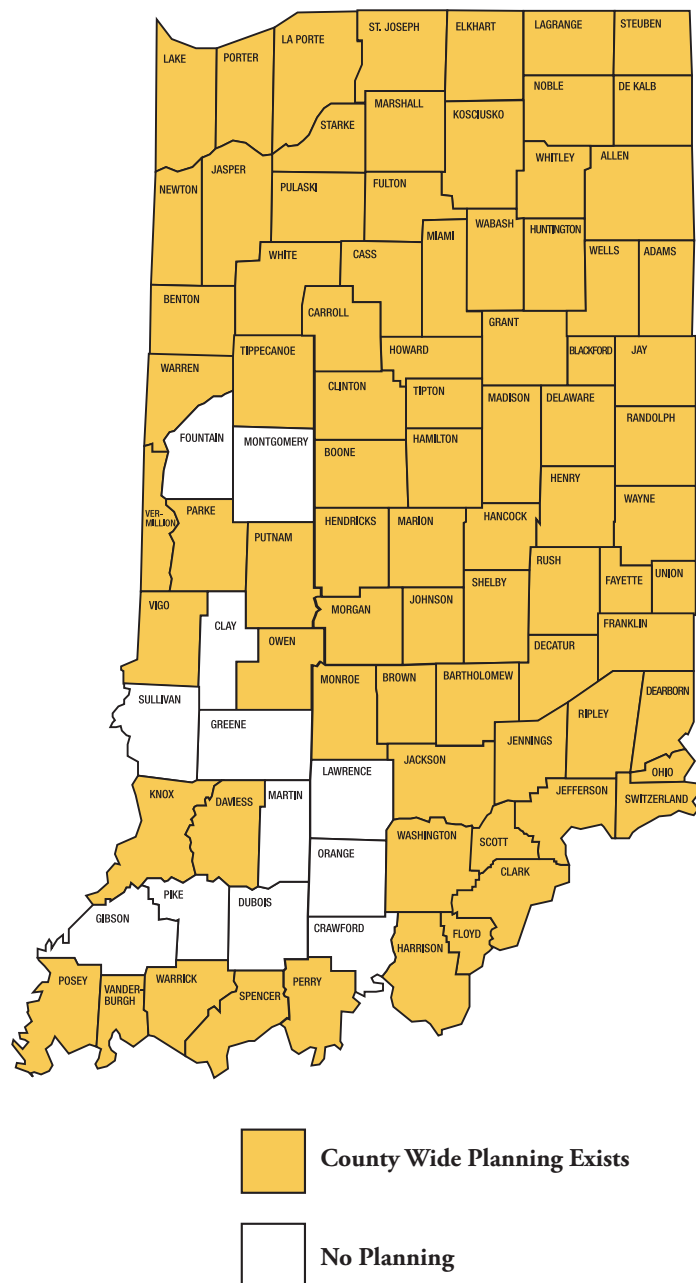 LAKE
PORTER
LA PORTE
ST. JOSEPH
ELKHART
LAGRANGE
STEUBEN
NOBLE
DE KALB
MARSHALL
KOSCIUSKO
STARKE
WHITLEY
ALLEN
NEWTON
JASPER
PULASKI
FULTON
MIAMI
WABASH
HUNTINGTON
WELLS
ADAMS
WHITE
CASS
BENTON
CARROLL
GRANT
TIPPECANOE
HOWARD
BLACKFORD
JAY
WARREN
CLINTON
TIPTON
MADISON
DELAWARE
RANDOLPH
FOUNTAIN
MONTGOMERY
BOONE
HAMILTON
HENRY
WAYNE
VER-
MILLION
PARKE
PUTNAM
HENDRICKS
MARION
HANCOCK
RUSH
FAYETTE
UNION
VIGO
CLAY
OWEN
MORGAN
JOHNSON
SHELBY
FRANKLIN
DECATUR
SULLIVAN
GREENE
MONROE
BROWN
BARTHOLOMEW
RIPLEY
DEARBORN
JENNINGS
JACKSON
LAWRENCE
OHIO
KNOX
DAVIESS
MARTIN
JEFFERSON
SWITZERLAND
WASHINGTON
SCOTT
ORANGE
CLARK
PIKE
DUBOIS
GIBSON
CRAWFORD
FLOYD
HARRISON
POSEY
VANDER-
BURGH
WARRICK
SPENCER
PERRY
County Wide Planning Exists
No Planning